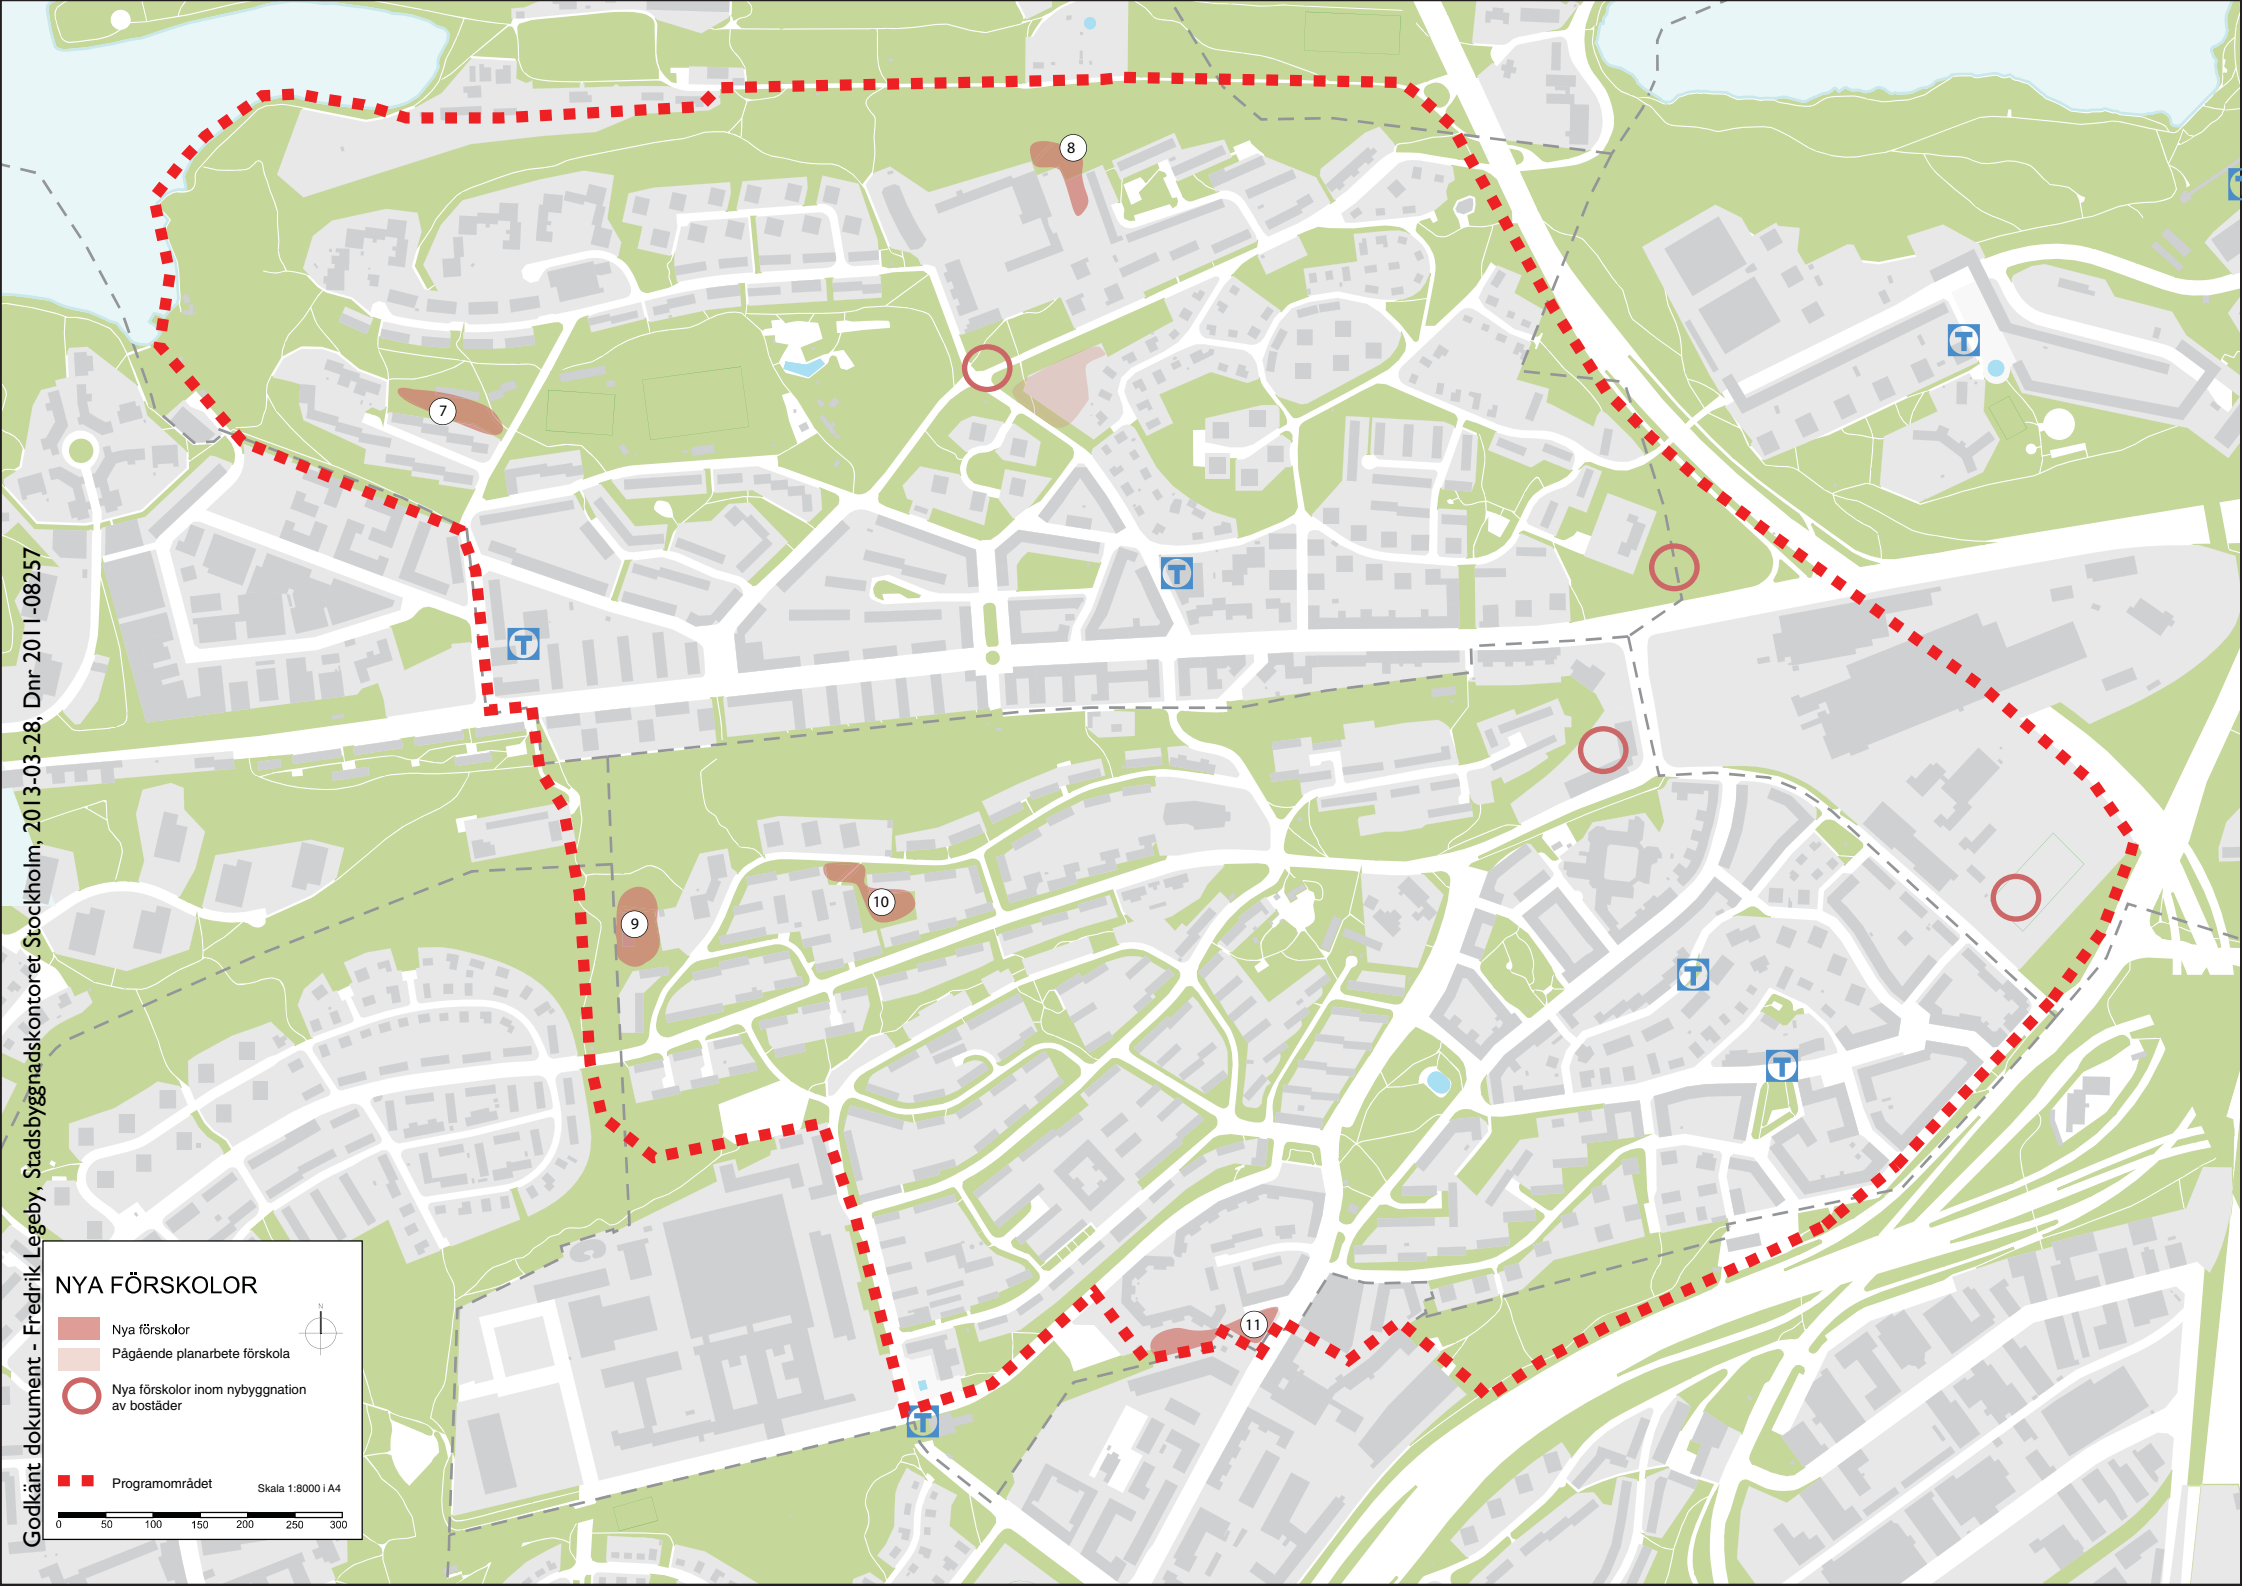 8
7
T
T
T
T
10
9
T
T
11
T
NYA FÖRSKOLOR
N
Nya förskolor
Pågående planarbete förskola
Nya förskolor inom nybyggnation
av bostäder
Programområdet
Skala 1:8000 i A4
0 50 100 150 200 250 300
Godkänt dokument - Fredrik Legeby, Stadsbyggnadskontoret Stockholm, 2013-03-28, Dnr 2011-08257